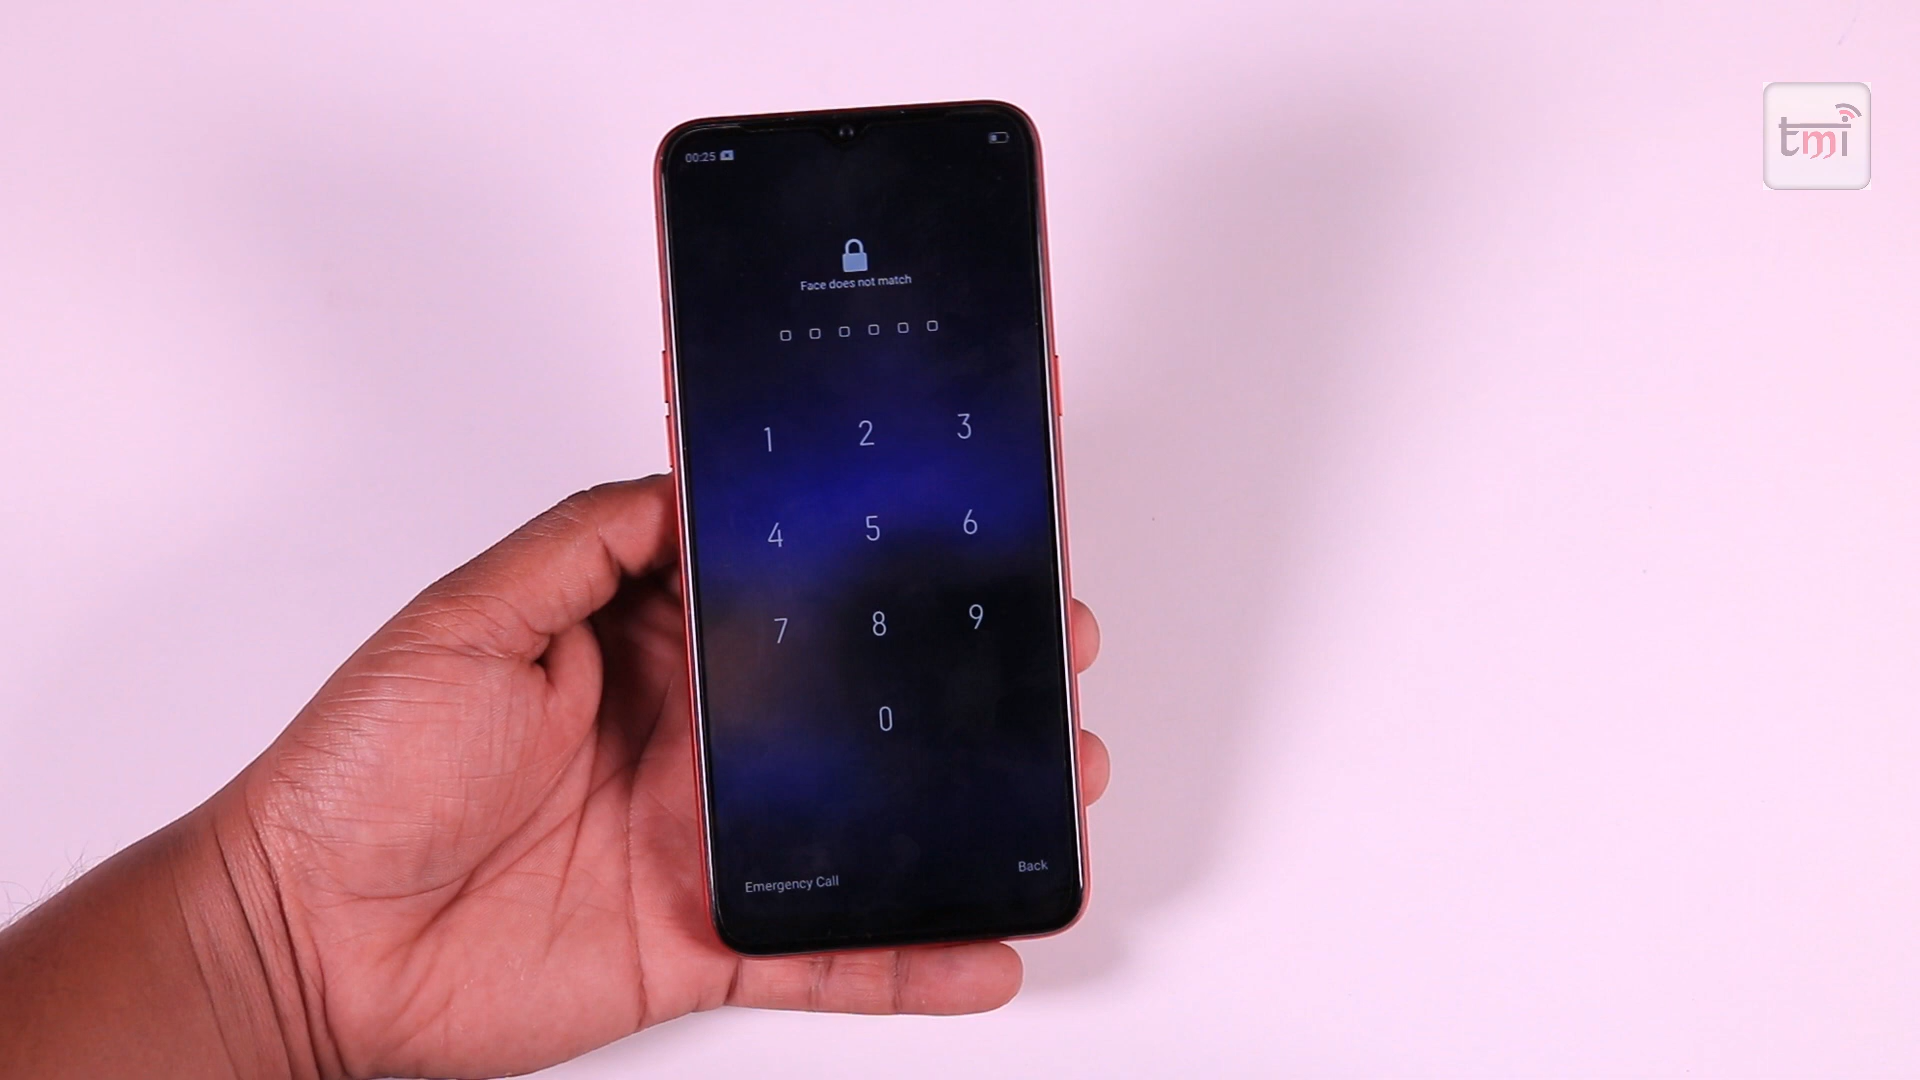 tmi
00:25
Face does not match
1 2 3
4 5 6
7 8 9
0
Emergency Call
Back